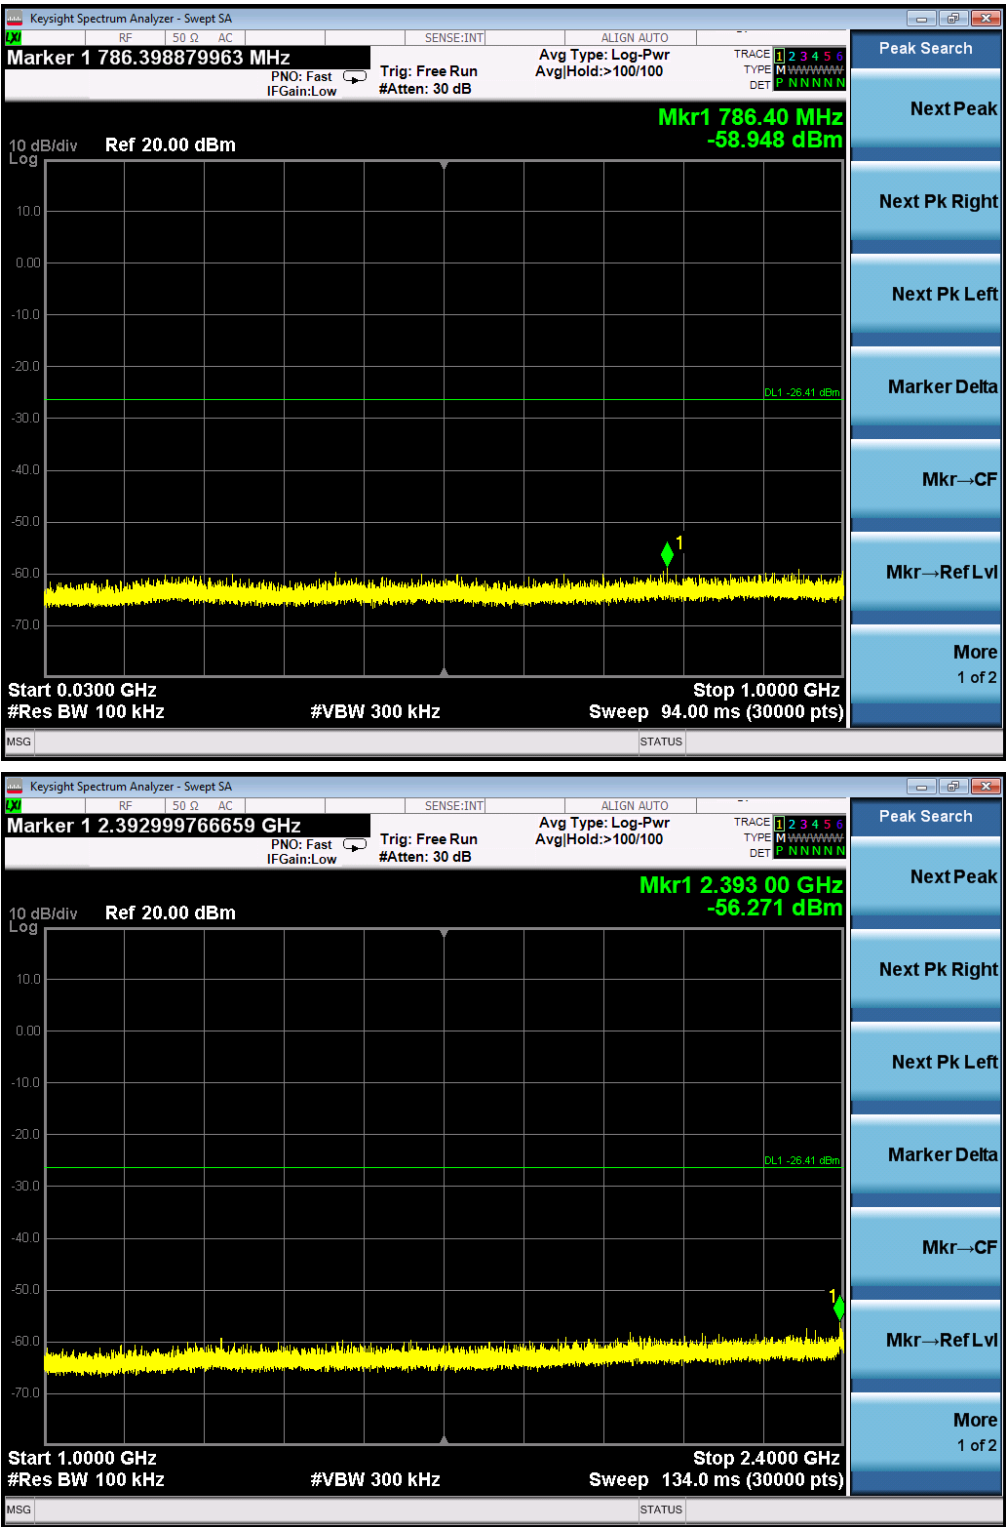 Keysight Spectrum Analyzer - Swept SA
LXI RF 50 Ω AC SENSE:INT ALIGN AUTO
Marker 1 786.398879963 MHz
PNO: Fast
IFGain:Low
Trig: Free Run
#Atten: 30 dB
Avg Type: Log-Pwr
Avg|Hold:>100/100
TRACE 1 2 3 4 5 6
TYPE M WWWWW
DET P N N N N N
Mkr1 786.40 MHz
-58.948 dBm
10 dB/div Ref 20.00 dBm
Log
10.0
0.00
-10.0
-20.0
DL1 -26.41 dBm
-30.0
-40.0
-50.0
1
-60.0
-70.0
Start 0.0300 GHz Stop 1.0000 GHz
#Res BW 100 kHz #VBW 300 kHz Sweep 94.00 ms (30000 pts)
MSG STATUS
Peak Search
Next Peak
Next Pk Right
Next Pk Left
Marker Delta
Mkr→CF
Mkr→Ref Lvl
More
1 of 2
Keysight Spectrum Analyzer - Swept SA
LXI RF 50 Ω AC SENSE:INT ALIGN AUTO
Marker 1 2.392999766659 GHz
PNO: Fast
IFGain:Low
Trig: Free Run
#Atten: 30 dB
Avg Type: Log-Pwr
Avg|Hold:>100/100
TRACE 1 2 3 4 5 6
TYPE M WWWWW
DET P N N N N N
Mkr1 2.393 00 GHz
-56.271 dBm
10 dB/div Ref 20.00 dBm
Log
10.0
0.00
-10.0
-20.0
DL1 -26.41 dBm
-30.0
-40.0
-50.0
1
-60.0
-70.0
Start 1.0000 GHz Stop 2.4000 GHz
#Res BW 100 kHz #VBW 300 kHz Sweep 134.0 ms (30000 pts)
MSG STATUS
Peak Search
Next Peak
Next Pk Right
Next Pk Left
Marker Delta
Mkr→CF
Mkr→Ref Lvl
More
1 of 2